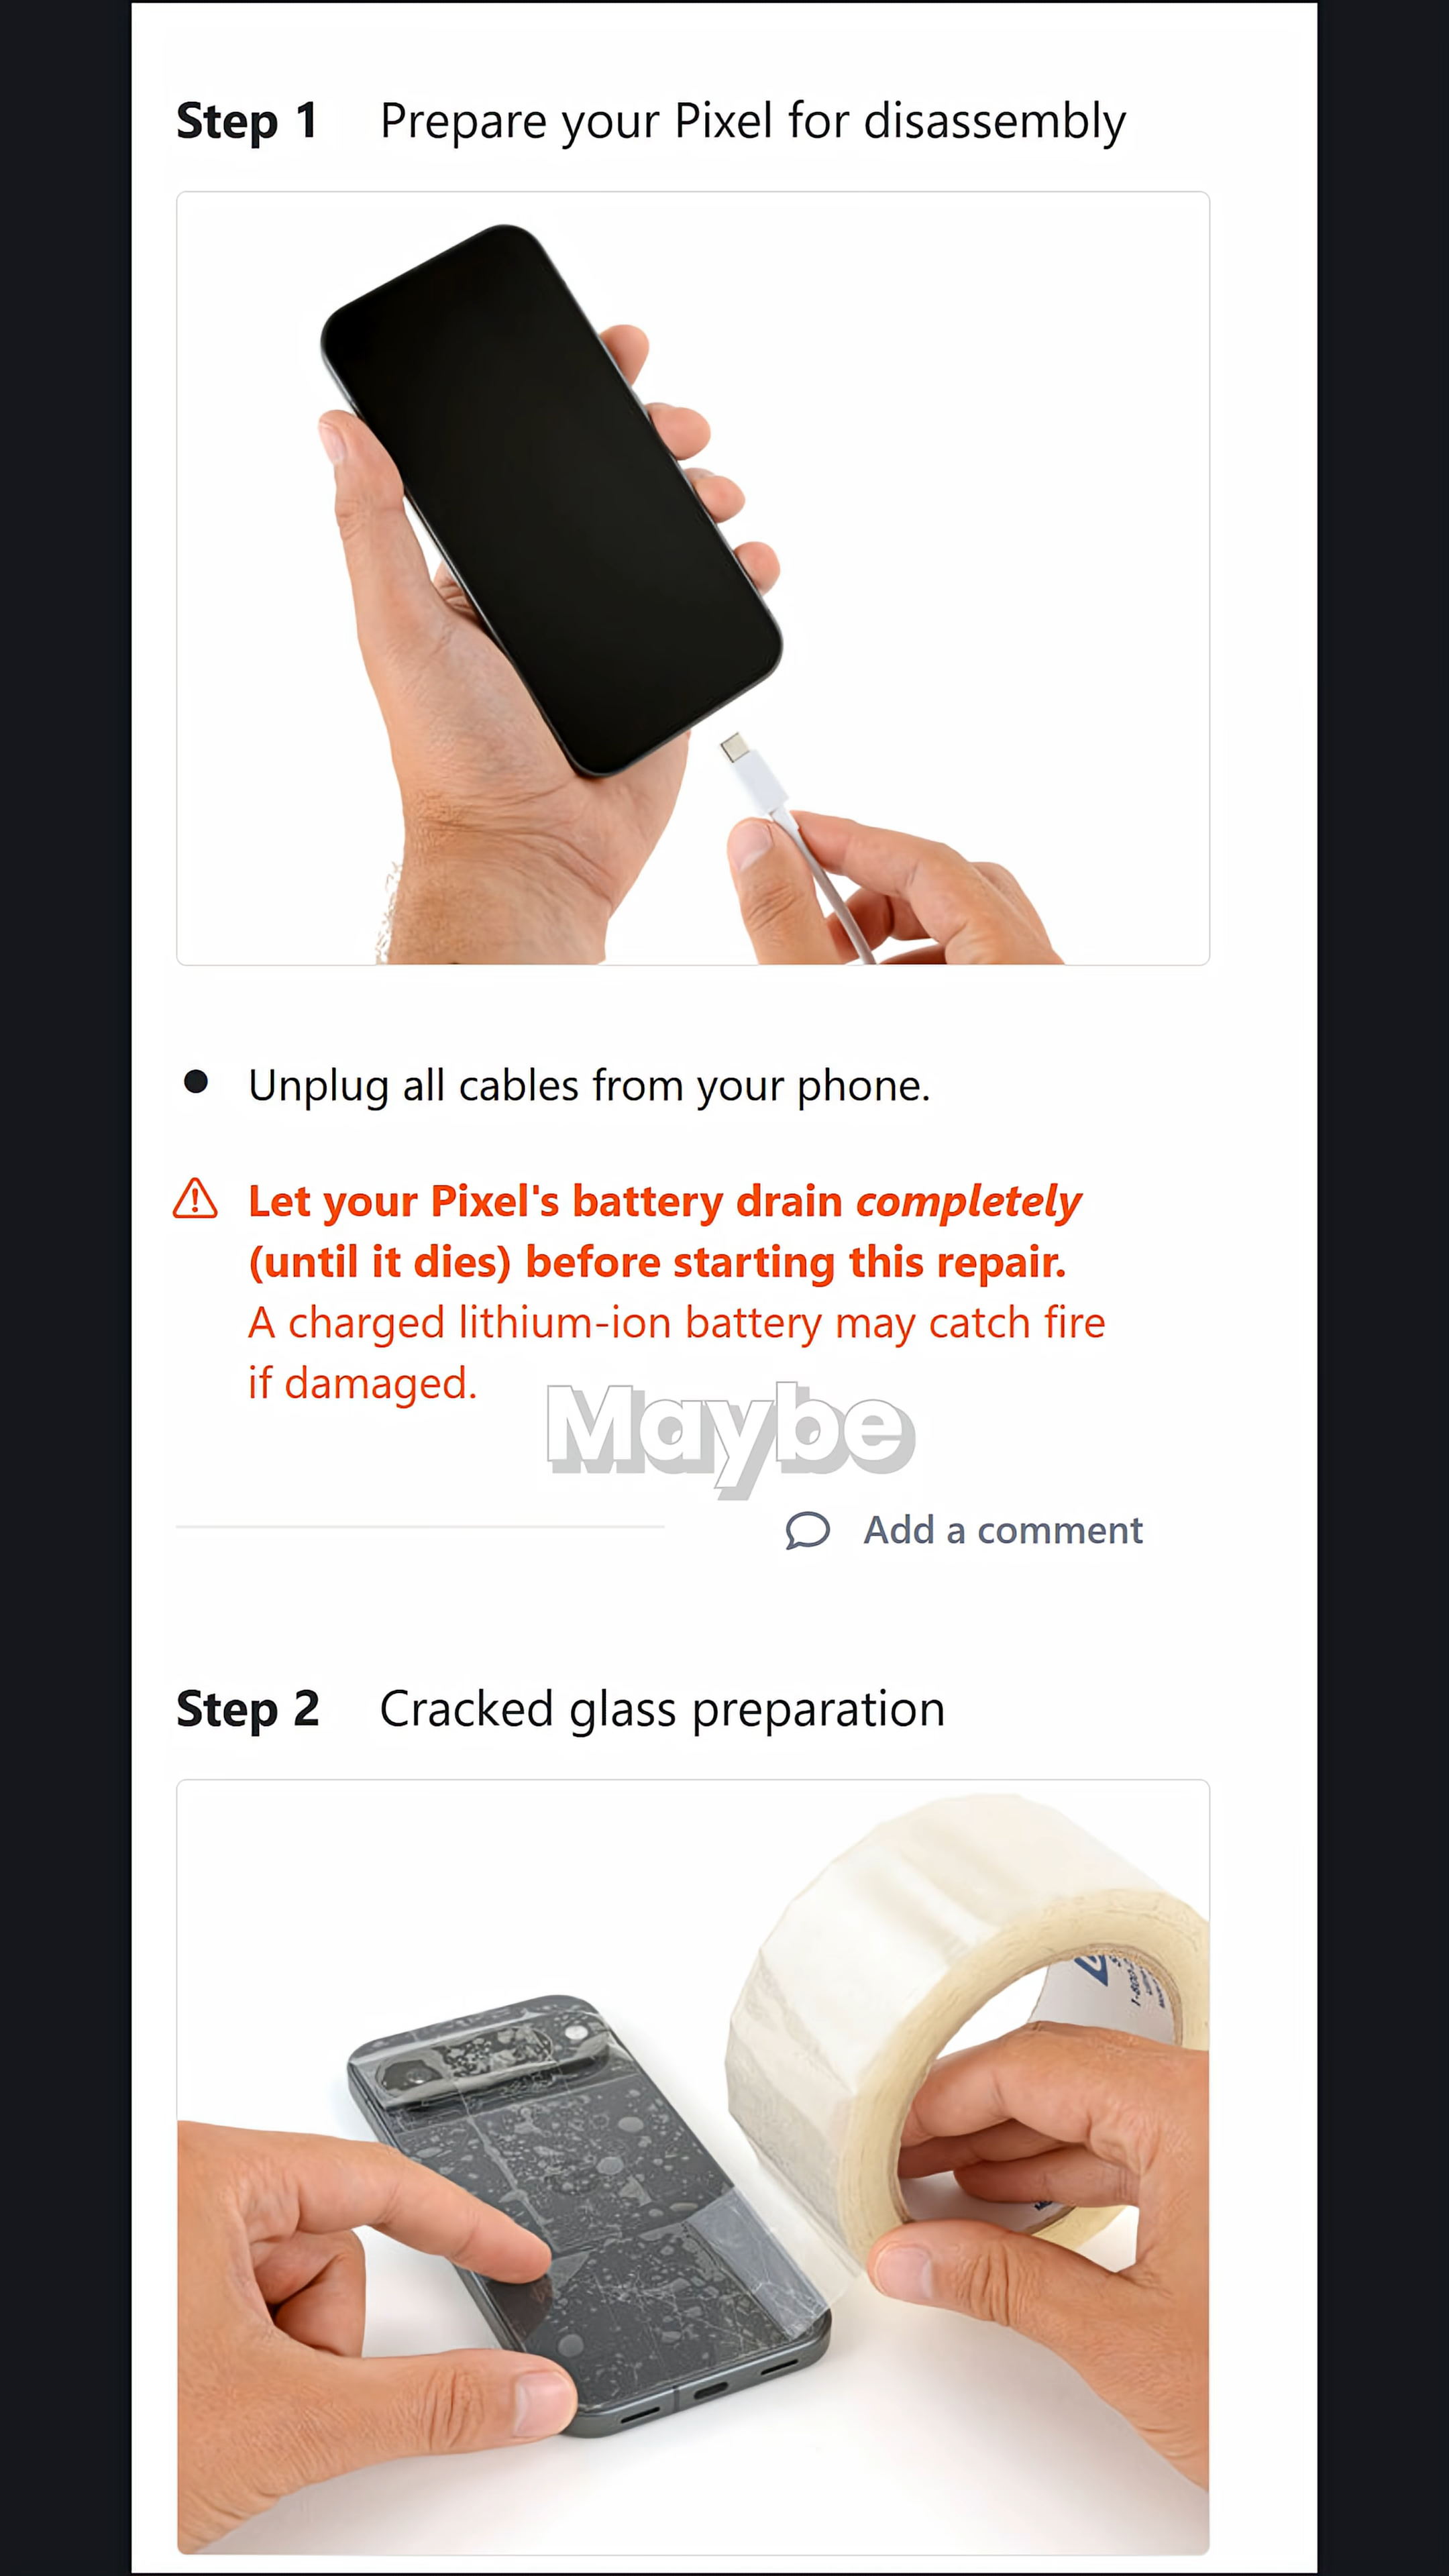 Step 1 Prepare your Pixel for disassembly
Unplug all cables from your phone.
Let your Pixel's battery drain completely
(until it dies) before starting this repair.
A charged lithium-ion battery may catch fire
if damaged.
Maybe
Add a comment
Step 2 Cracked glass preparation